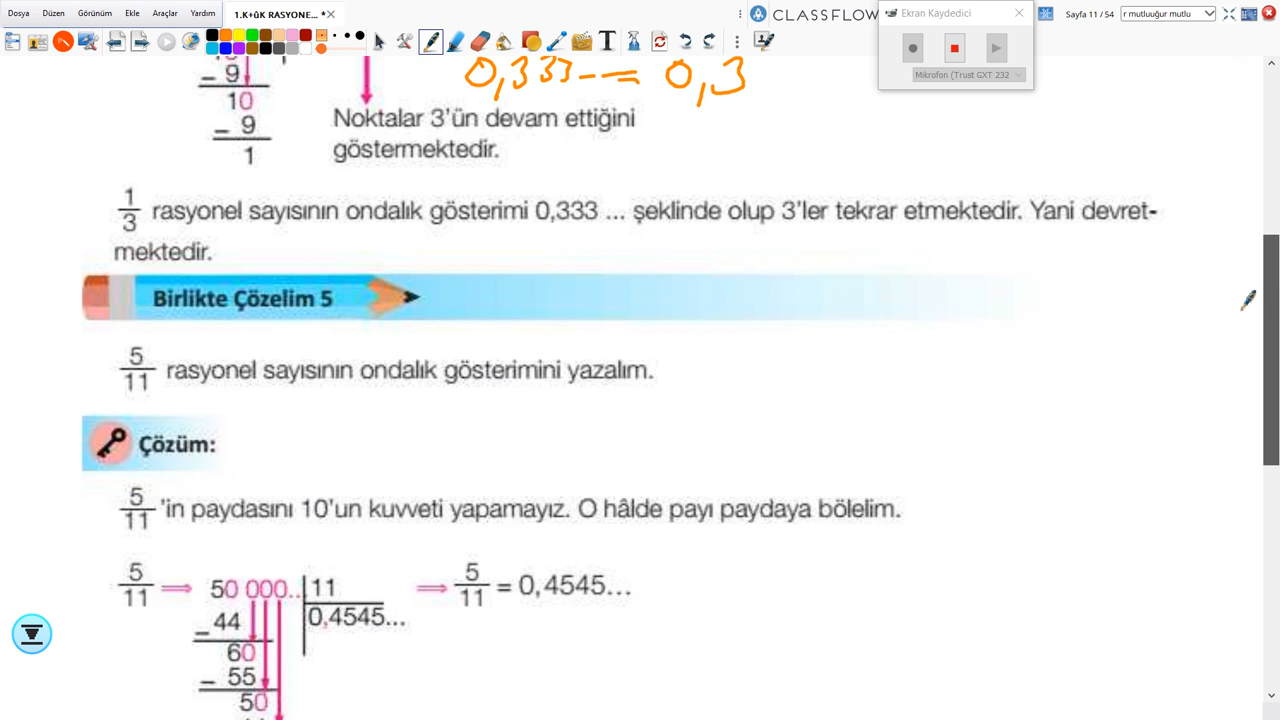 Dosya Düzen Görünüm Ekle Araçlar Yardım
1.K+ûK RASYONE... *
CLASSFLOW
Ekran Kaydedici
Sayfa 11 / 54
r mutluuğur mutlu
Mikrofon (Trust GXT 232
0,333-= 0,3
- 9
10
- 9
1
Noktalar 3'ün devam ettiğini
göstermektedir.
1/3 rasyonel sayısının ondalık gösterimi 0,333 ... şeklinde olup 3'ler tekrar etmektedir. Yani devret-
mektedir.
Birlikte Çözelim 5
5/11 rasyonel sayısının ondalık gösterimini yazalım.
Çözüm:
5/11 'in paydasını 10'un kuvveti yapamayız. O hâlde payı paydaya bölelim.
5/11 ⇒ 50 000.. 11 ⇒ 5/11 = 0,4545...
0,4545...
- 44
60
- 55
50